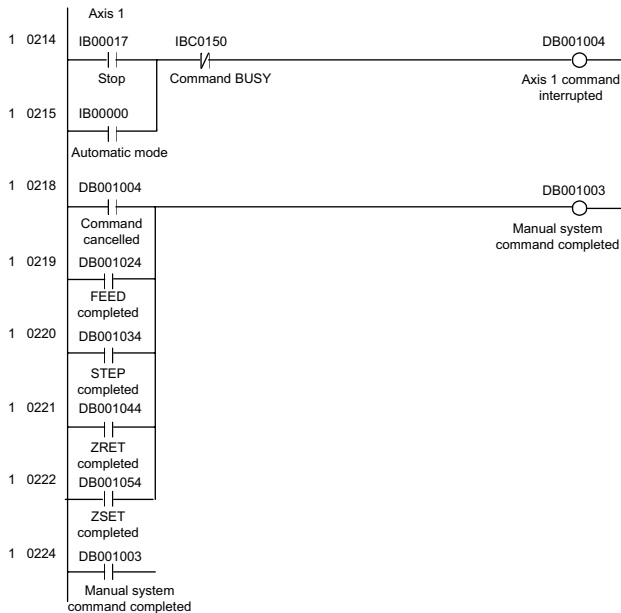 Axis 1
1 0214 IB00017 IBC0150 DB001004
Stop Command BUSY Axis 1 command
interrupted
1 0215 IB00000
Automatic mode
1 0218 DB001004 DB001003
Command
cancelled
Manual system
command completed
1 0219 DB001024
FEED
completed
1 0220 DB001034
STEP
completed
1 0221 DB001044
ZRET
completed
1 0222 DB001054
ZSET
completed
1 0224 DB001003
Manual system
command completed